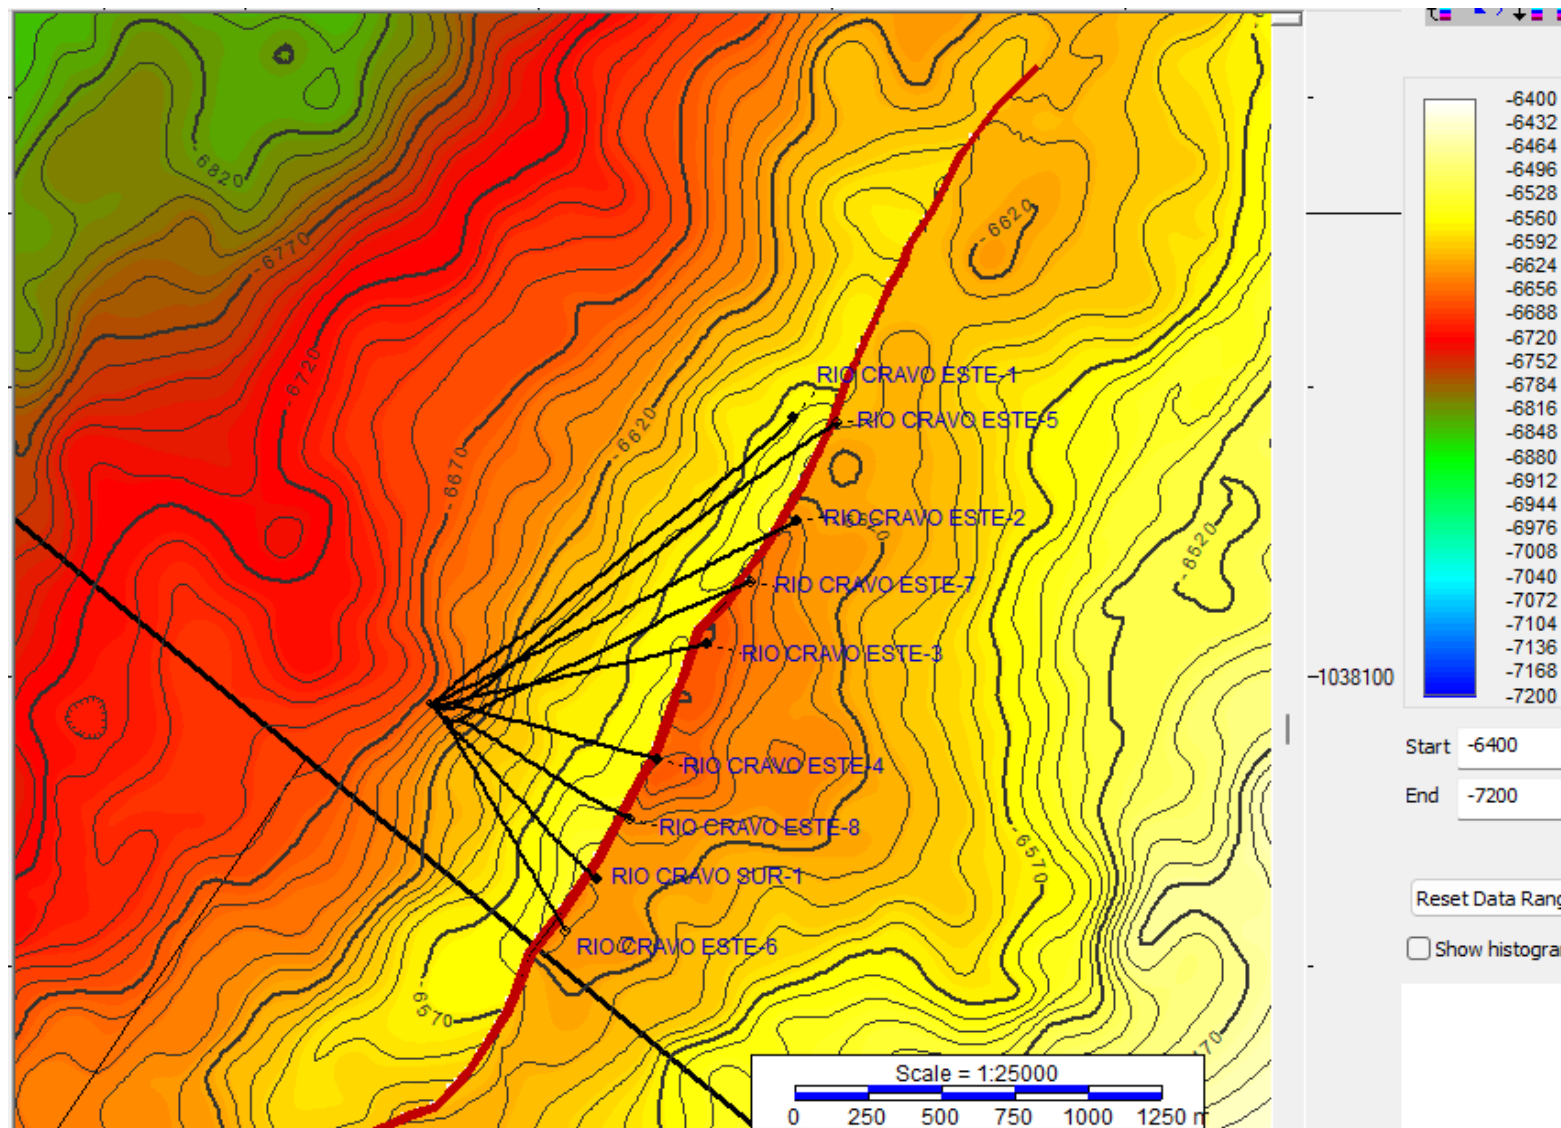 -6820
-6770
-6720
-6670
-6620
-6620
RIO CRAVO ESTE-1
RIO CRAVO ESTE-5
RIO CRAVO ESTE-2
RIO CRAVO ESTE-7
RIO CRAVO ESTE-3
RIO CRAVO ESTE-4
RIO CRAVO ESTE-8
RIO CRAVO SUR-1
RIO CRAVO ESTE-6
-6520
-6570
-6570
Scale = 1:25000
0 250 500 750 1000 1250 m
1038100
-6400
-6432
-6464
-6496
-6528
-6560
-6592
-6624
-6656
-6688
-6720
-6752
-6784
-6816
-6848
-6880
-6912
-6944
-6976
-7008
-7040
-7072
-7104
-7136
-7168
-7200
Start -6400
End -7200
Reset Data
Show